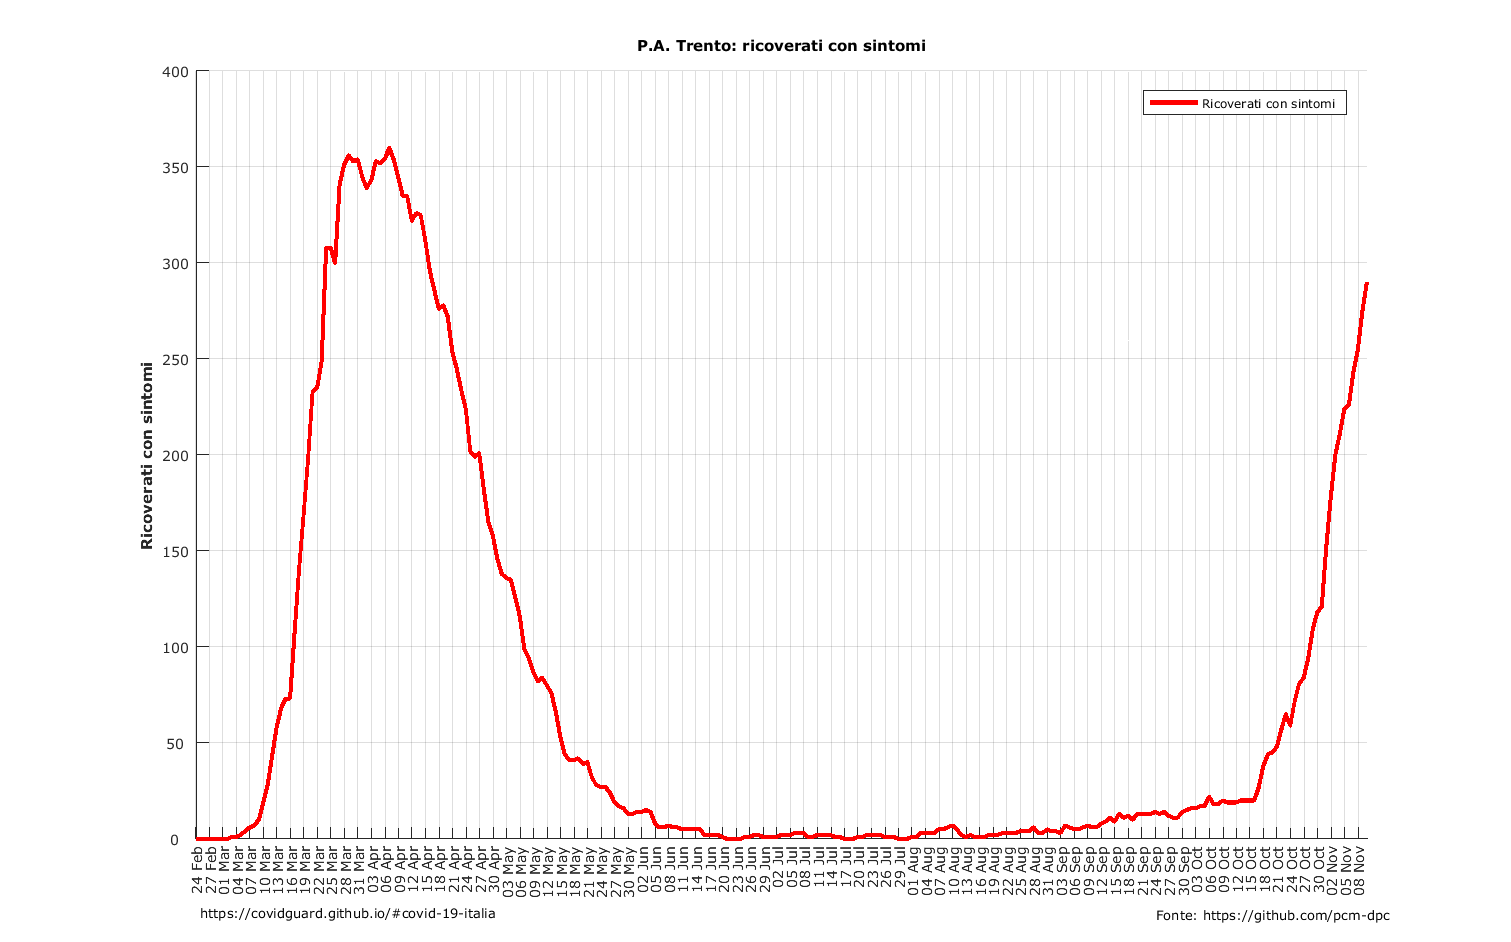 P.A. Trento: ricoverati con sintomi
Ricoverati con sintomi
Ricoverati con sintomi
400
350
300
250
200
150
100
50
0
24 Feb
27 Feb
01 Mar
04 Mar
07 Mar
10 Mar
13 Mar
16 Mar
19 Mar
22 Mar
25 Mar
28 Mar
31 Mar
03 Apr
06 Apr
09 Apr
12 Apr
15 Apr
18 Apr
21 Apr
24 Apr
27 Apr
30 Apr
03 May
06 May
09 May
12 May
15 May
18 May
21 May
24 May
27 May
30 May
02 Jun
05 Jun
08 Jun
11 Jun
14 Jun
17 Jun
20 Jun
23 Jun
26 Jun
29 Jun
02 Jul
05 Jul
08 Jul
11 Jul
14 Jul
17 Jul
20 Jul
23 Jul
26 Jul
29 Jul
01 Aug
04 Aug
07 Aug
10 Aug
13 Aug
16 Aug
19 Aug
22 Aug
25 Aug
28 Aug
31 Aug
03 Sep
06 Sep
09 Sep
12 Sep
15 Sep
18 Sep
21 Sep
24 Sep
27 Sep
30 Sep
03 Oct
06 Oct
09 Oct
12 Oct
15 Oct
18 Oct
21 Oct
24 Oct
27 Oct
30 Oct
02 Nov
05 Nov
08 Nov
https://covidguard.github.io/#covid-19-italia
Fonte: https://github.com/pcm-dpc